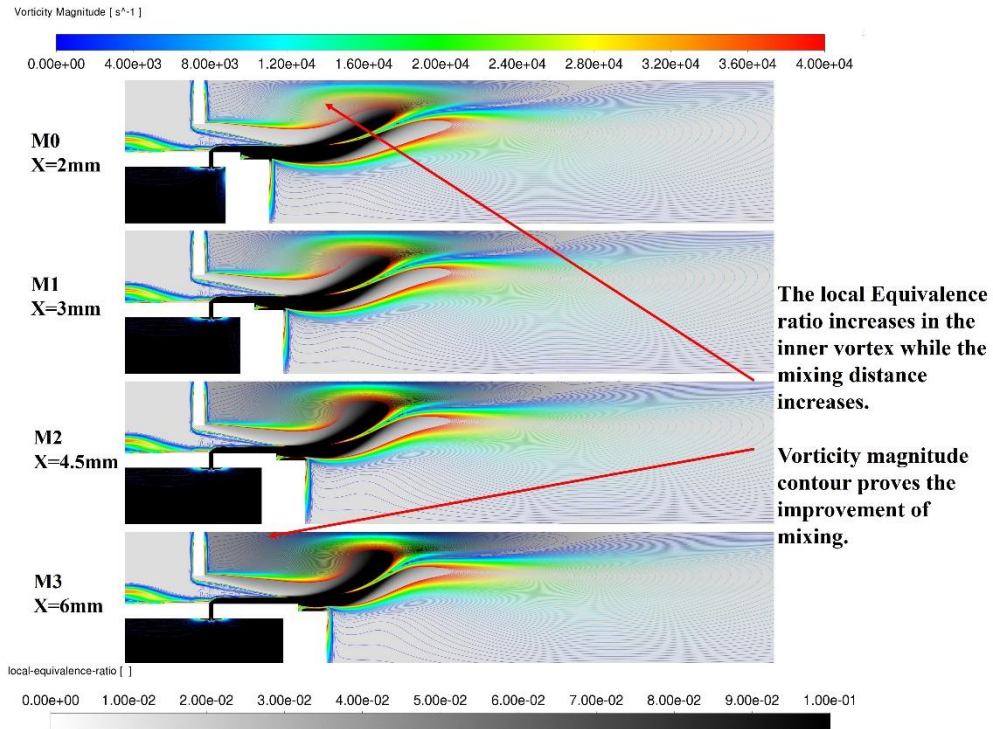 Vorticity Magnitude [ s^-1 ]
0.00e+00 4.00e+03 8.00e+03 1.20e+04 1.60e+04 2.00e+04 2.40e+04 2.80e+04 3.20e+04 3.60e+04 4.00e+04
M0
X=2mm
M1
X=3mm
M2
X=4.5mm
M3
X=6mm
The local Equivalence
ratio increases in the
inner vortex while the
mixing distance
increases.
Vorticity magnitude
contour proves the
improvement of
mixing.
local-equivalence-ratio [ ]
0.00e+00 1.00e-02 2.00e-02 3.00e-02 4.00e-02 5.00e-02 6.00e-02 7.00e-02 8.00e-02 9.00e-02 1.00e-01